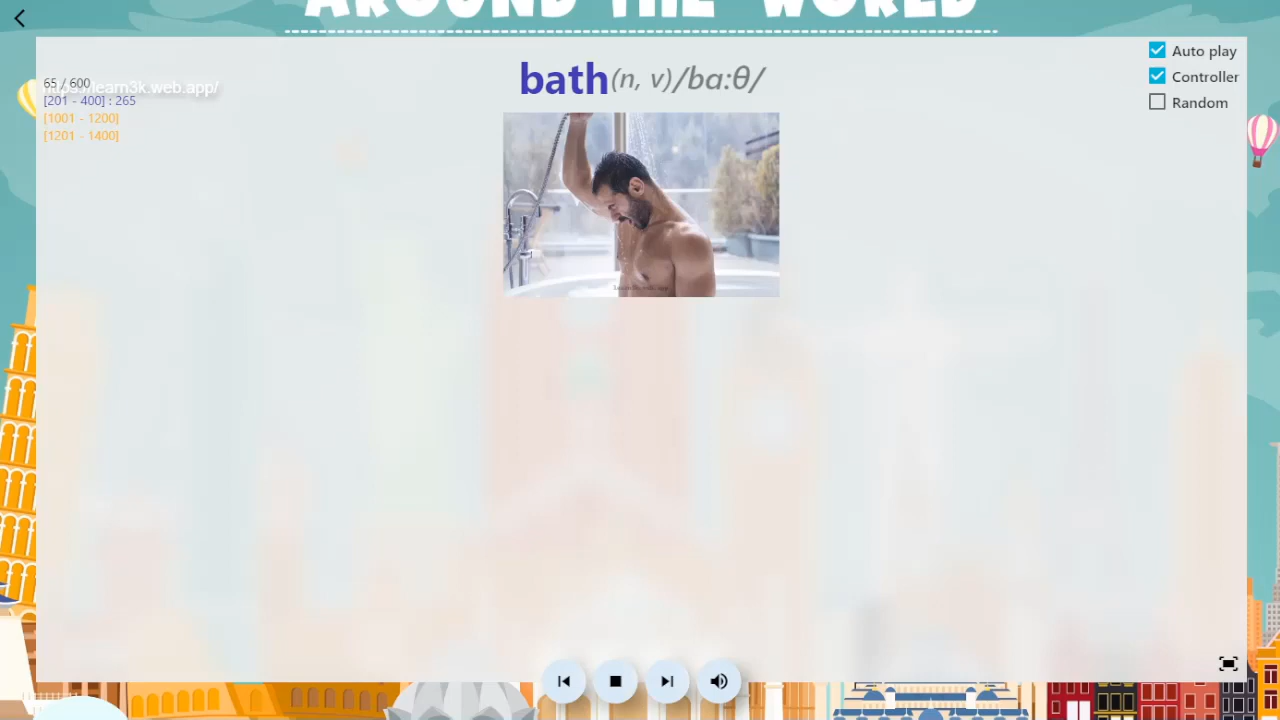 AROUND THE WORLD
Auto play
bath(n, v)/bɑːθ/
Controller
65 / 600
https://learn3k.web.app/
[201 - 400] : 265
Random
[1001 - 1200]
[1201 - 1400]